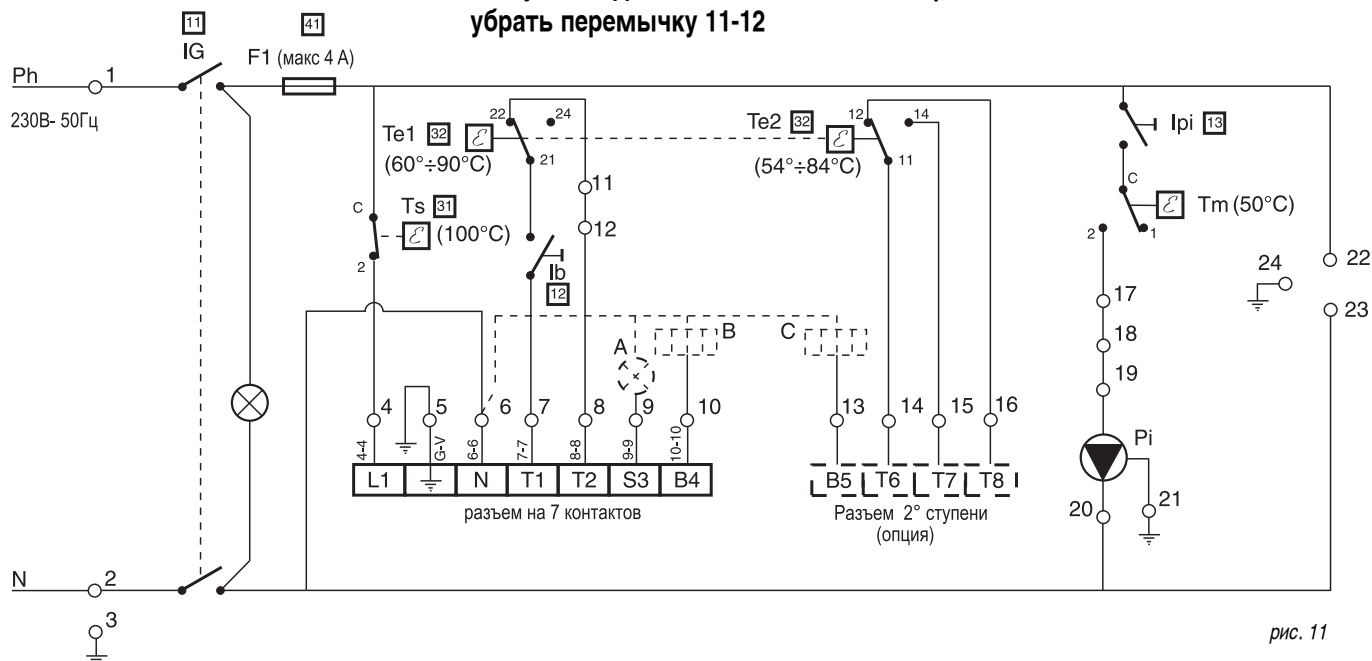 убрать перемычку 11-12
11
41
IG
F1 (макс 4 А)
Ph
1
230В- 50Гц
22
24
Te1 32 ℰ
21
(60°÷90°C)
11
12
C
Ts 31
ℰ (100°C)
2
Ib
12
12
14
Te2 32 ℰ
11
(54°÷84°C)
Ipi 13
C
ℰ Tm (50°C)
2
1
22
24
23
17
18
19
A
B
C
4
5
6
7
8
9
10
13
14
15
16
4-4
G-V
6-6
7-7
8-8
9-9
10-10
L1
N
T1
T2
S3
B4
B5
T6
T7
T8
разъем на 7 контактов
Разъем 2° ступени
(опция)
Pi
20
21
N
2
3
рис. 11